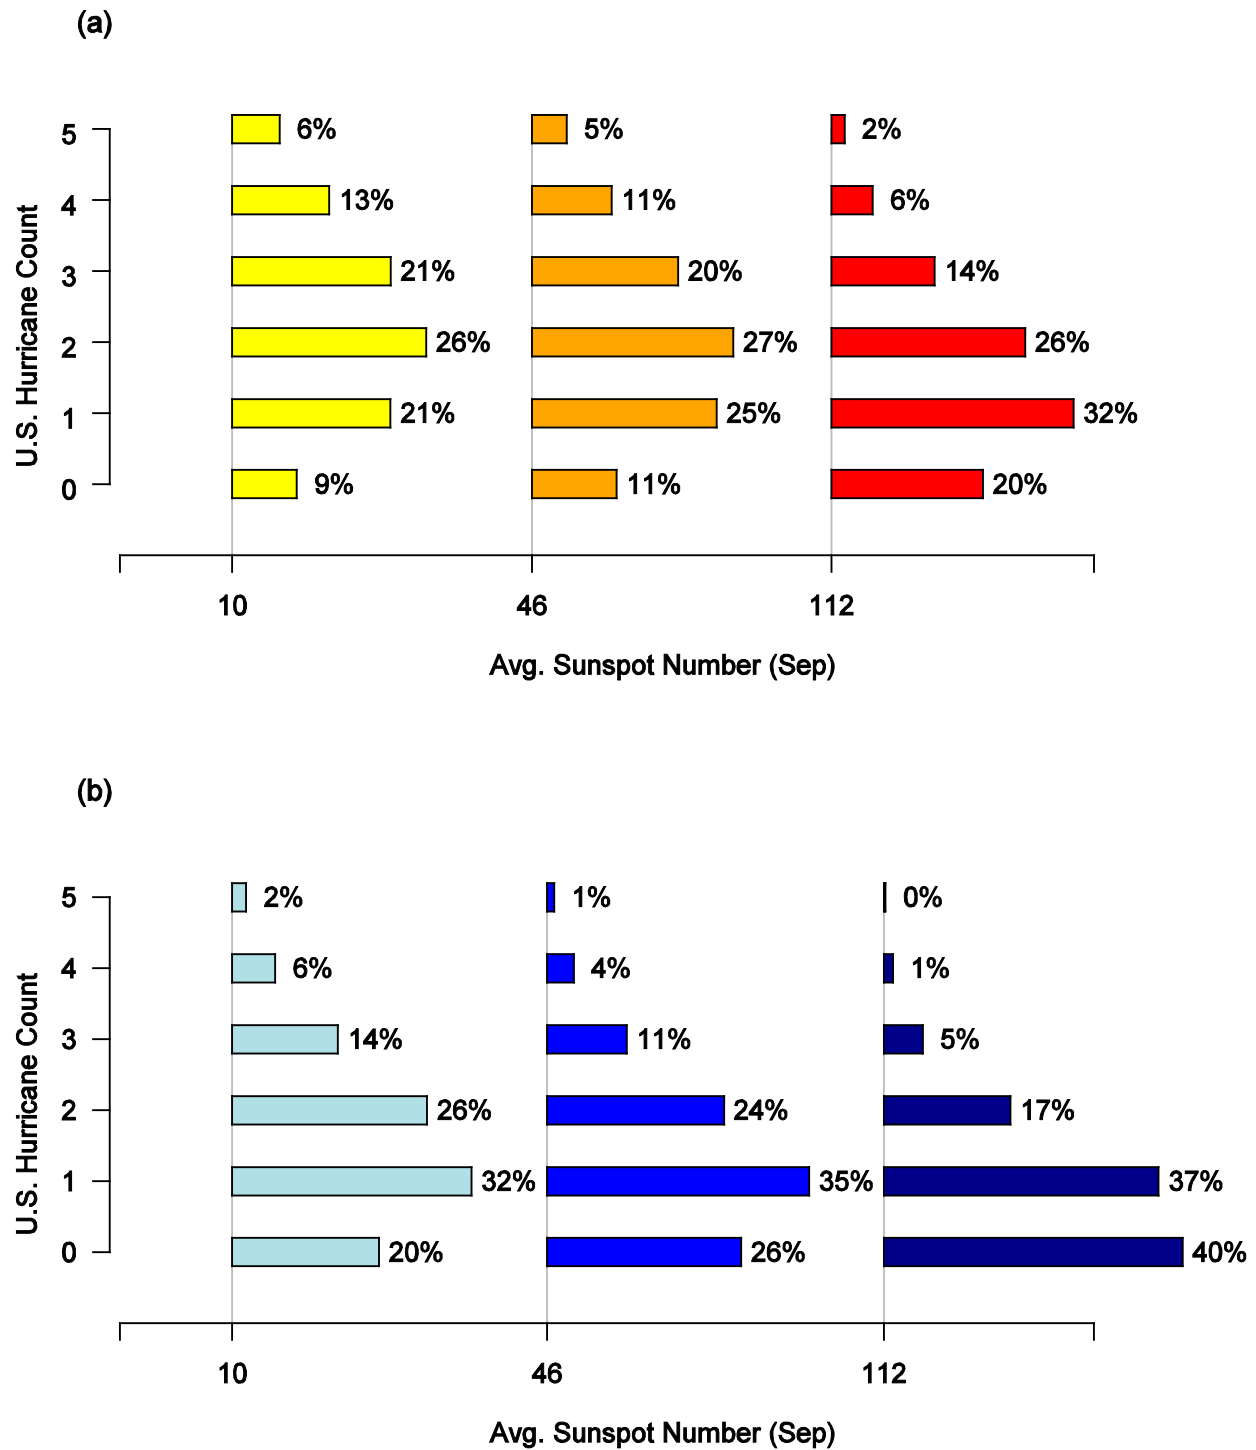 (a)
5 6% 5% 2%
4 13% 11% 6%
3 21% 20% 14%
2 26% 27% 26%
1 21% 25% 32%
0 9% 11% 20%
U.S. Hurricane Count
10 46 112
Avg. Sunspot Number (Sep)
(b)
5 2% 1% 0%
4 6% 4% 1%
3 14% 11% 5%
2 26% 24% 17%
1 32% 35% 37%
0 20% 26% 40%
U.S. Hurricane Count
10 46 112
Avg. Sunspot Number (Sep)